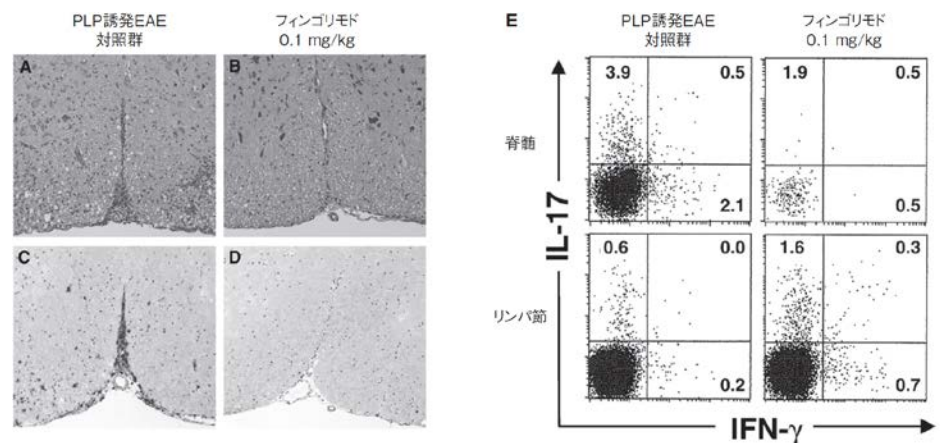 PLP誘発EAE
対照群
フィンゴリモド
0.1 mg/kg
A
B
C
D
E
PLP誘発EAE
対照群
フィンゴリモド
0.1 mg/kg
脊髄
3.9
0.5
2.1
1.9
0.5
0.5
リンパ節
0.6
0.0
0.2
1.6
0.3
0.7
IL-17
IFN-γ